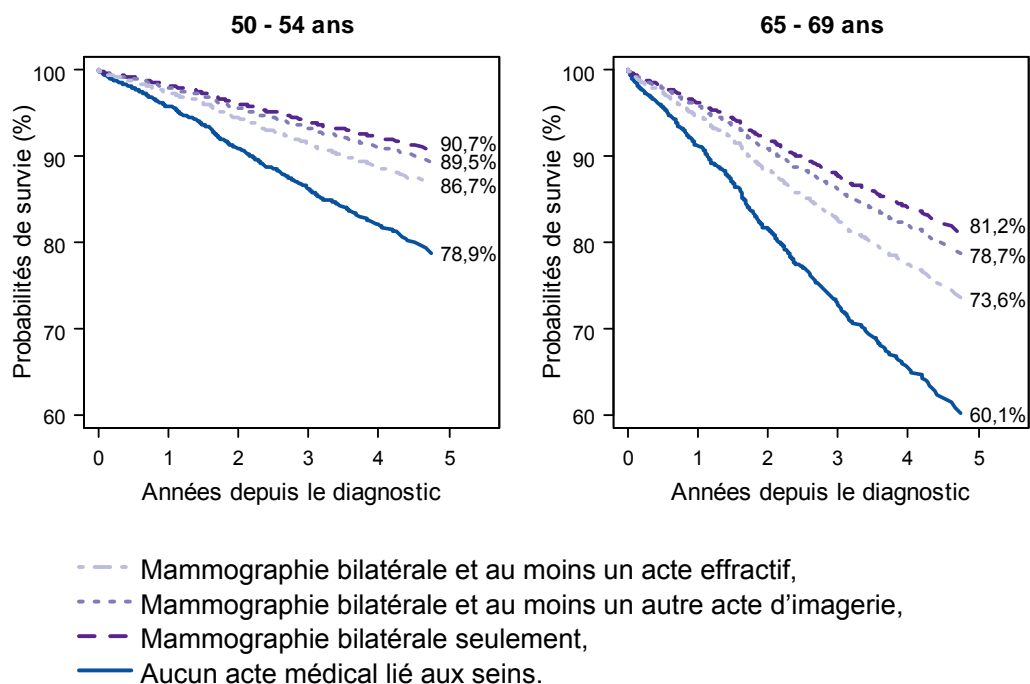 50 - 54 ans
Probabilités de survie (%)
100
90
80
70
60
90,7%
89,5%
86,7%
78,9%
0 1 2 3 4 5
Années depuis le diagnostic
65 - 69 ans
Probabilités de survie (%)
100
90
80
70
60
81,2%
78,7%
73,6%
60,1%
0 1 2 3 4 5
Années depuis le diagnostic
Mammographie bilatérale et au moins un acte effractif,
Mammographie bilatérale et au moins un autre acte d’imagerie,
Mammographie bilatérale seulement,
Aucun acte médical lié aux seins.